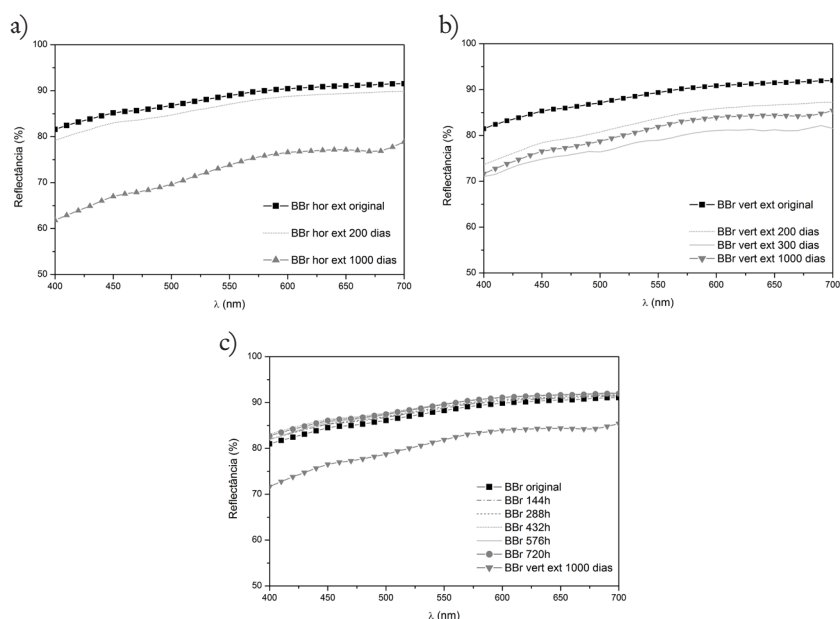 a)
100
90
80
70
60
50
Reflectância (%)
BBr hor ext original
BBr hor ext 200 dias
BBr hor ext 1000 dias
400 450 500 550 600 650 700
λ (nm)
b)
100
90
80
70
60
50
Reflectância (%)
BBr vert ext original
BBr vert ext 200 dias
BBr vert ext 300 dias
BBr vert ext 1000 dias
400 450 500 550 600 650 700
λ (nm)
c)
100
90
80
70
60
50
Reflectância (%)
BBr original
BBr 144h
BBr 288h
BBr 432h
BBr 576h
BBr 720h
BBr vert ext 1000 dias
400 450 500 550 600 650 700
λ (nm)